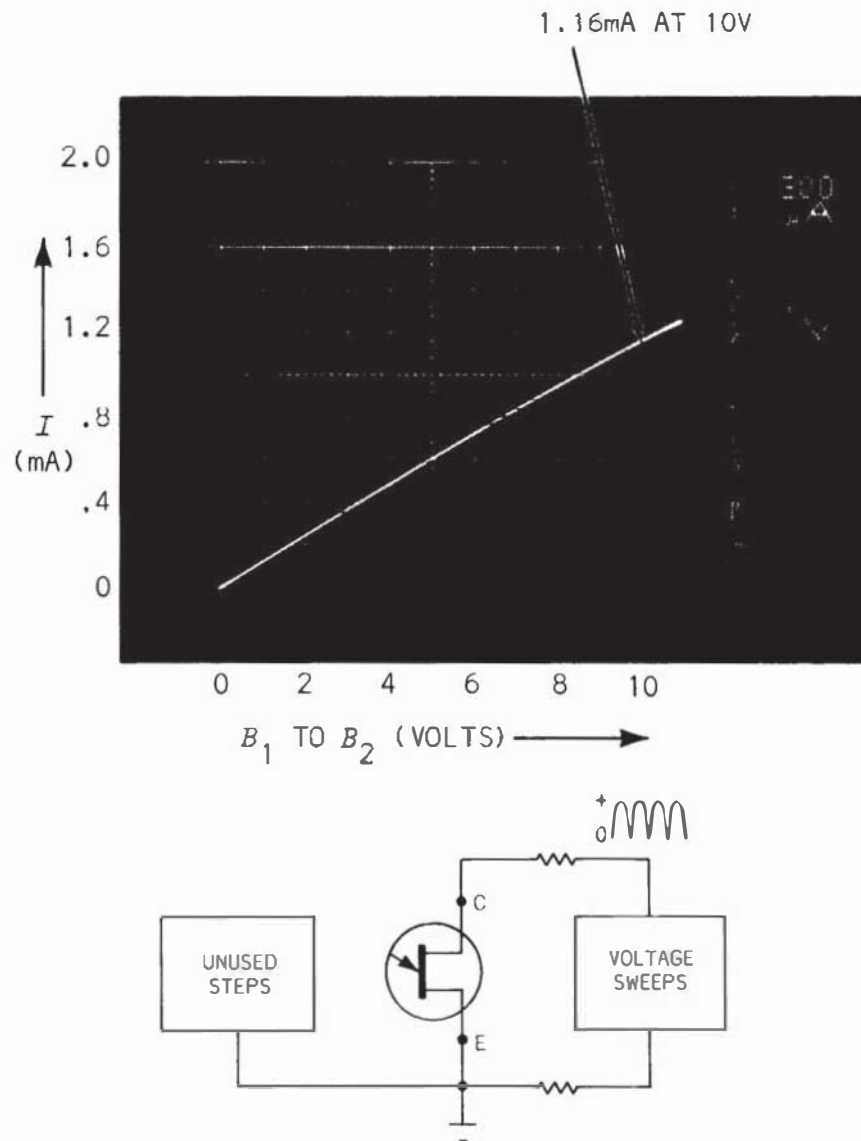 1.16mA AT 10V
2.0
1.6
1.2
.8
.4
0
I
(mA)
0 2 4 6 8 10
B1 TO B2 (VOLTS)
+
0
C
UNUSED
STEPS
VOLTAGE
SWEEPS
E